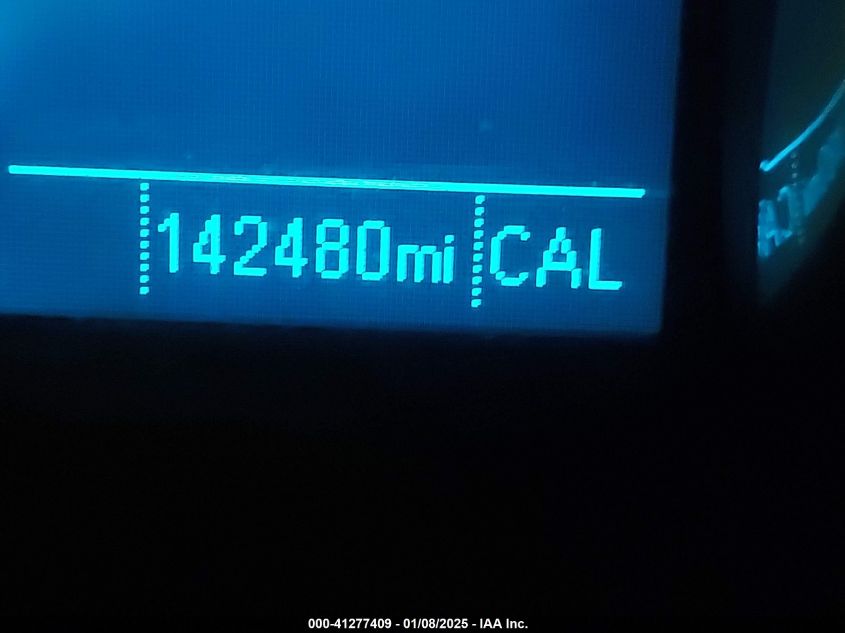 142480mi CAL
000-41277409 - 01/08/2025 - IAA Inc.